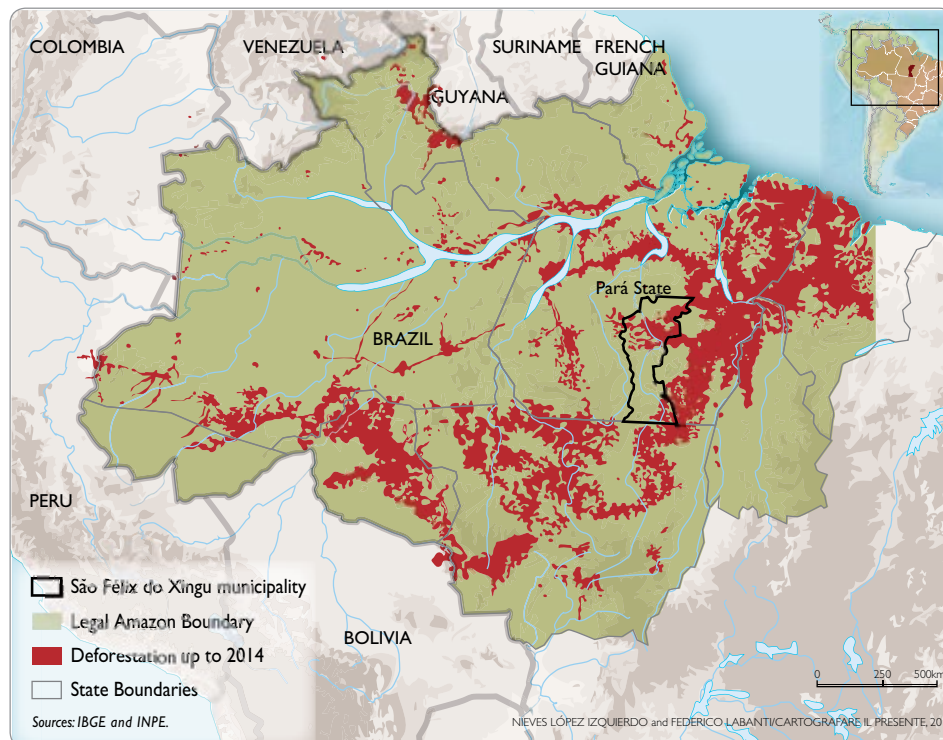 COLOMBIA
VENEZUELA
SURINAME
FRENCH
GUIANA
GUYANA
Pará State
BRAZIL
PERU
BOLIVIA
São Félix do Xingu municipality
Legal Amazon Boundary
Deforestation up to 2014
State Boundaries
Sources: IBGE and INPE.
0 250 500km
NIEVES LÓPEZ IZQUIERDO and FEDERICO LABANTI/CARTOGRAFARE IL PRESENTE, 20